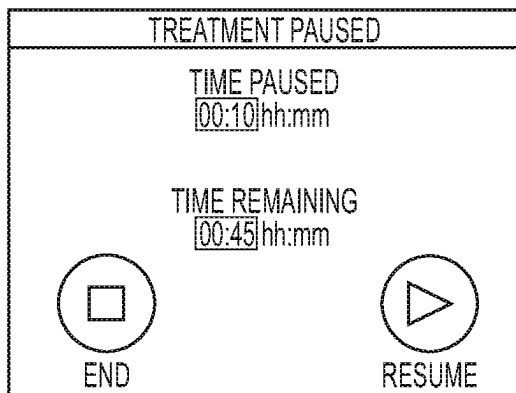 TREATMENT PAUSED
TIME PAUSED
00:10 hh:mm
TIME REMAINING
00:45 hh:mm
END RESUME